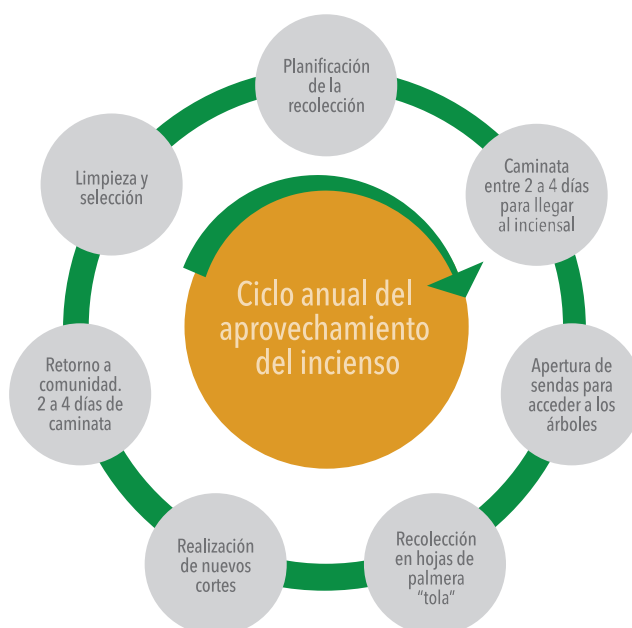 Planificación
de la
recolección
Caminata
entre 2 a 4 días
para llegar
al inciensal
Apertura de
sendas para
acceder a los
árboles
Recolección
en hojas de
palmera
"tola"
Realización
de nuevos
cortes
Retorno a
comunidad.
2 a 4 días de
caminata
Limpieza y
selección
Ciclo anual del
aprovechamiento
del incienso